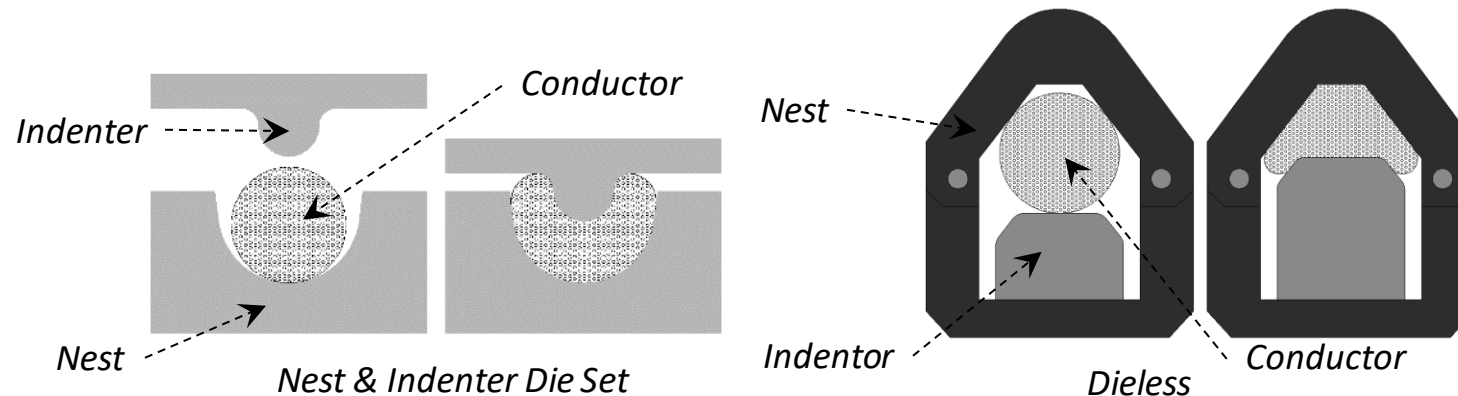 Conductor
Indenter
Nest
Nest & Indenter Die Set
Nest
Indentor
Conductor
Dieless